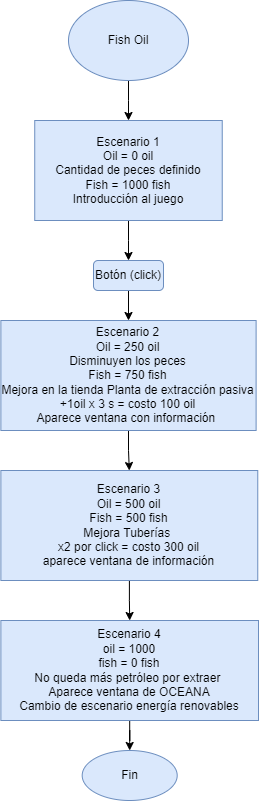 Fish Oil
Escenario 1
Oil = 0 oil
Cantidad de peces definido
Fish = 1000 fish
Introducción al juego
Botón (click)
Escenario 2
Oil = 250 oil
Disminuyen los peces
Fish = 750 fish
Mejora en la tienda Planta de extracción pasiva
+1oil x 3 s = costo 100 oil
Aparece ventana con información
Escenario 3
Oil = 500 oil
Fish = 500 fish
Mejora Tuberías
x2 por click = costo 300 oil
aparece ventana de información
Escenario 4
oil = 1000
fish = 0 fish
No queda más petróleo por extraer
Aparece ventana de OCEANA
Cambio de escenario energía renovables
Fin